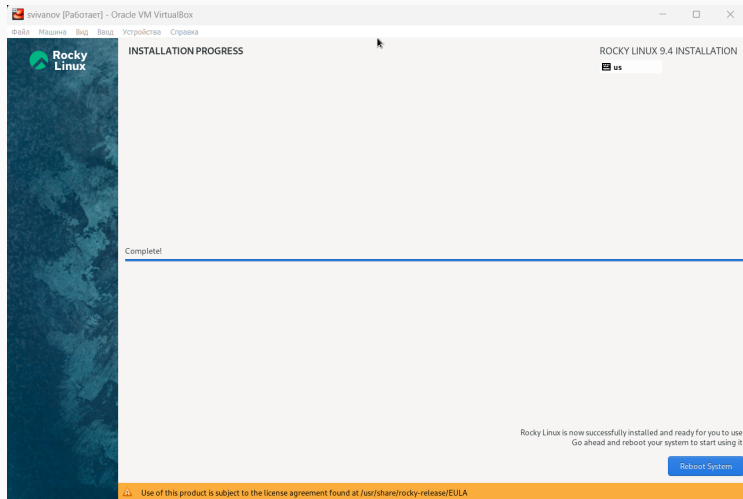 svivanov [Работает] - Oracle VM VirtualBox
Файл Машина Вид Ввод Устройства Справка
Rocky
Linux
INSTALLATION PROGRESS
ROCKY LINUX 9.4 INSTALLATION
us
Complete!
Rocky Linux is now successfully installed and ready for you to use
Go ahead and reboot your system to start using it
Reboot System
Use of this product is subject to the license agreement found at /usr/share/rocky-release/EULA